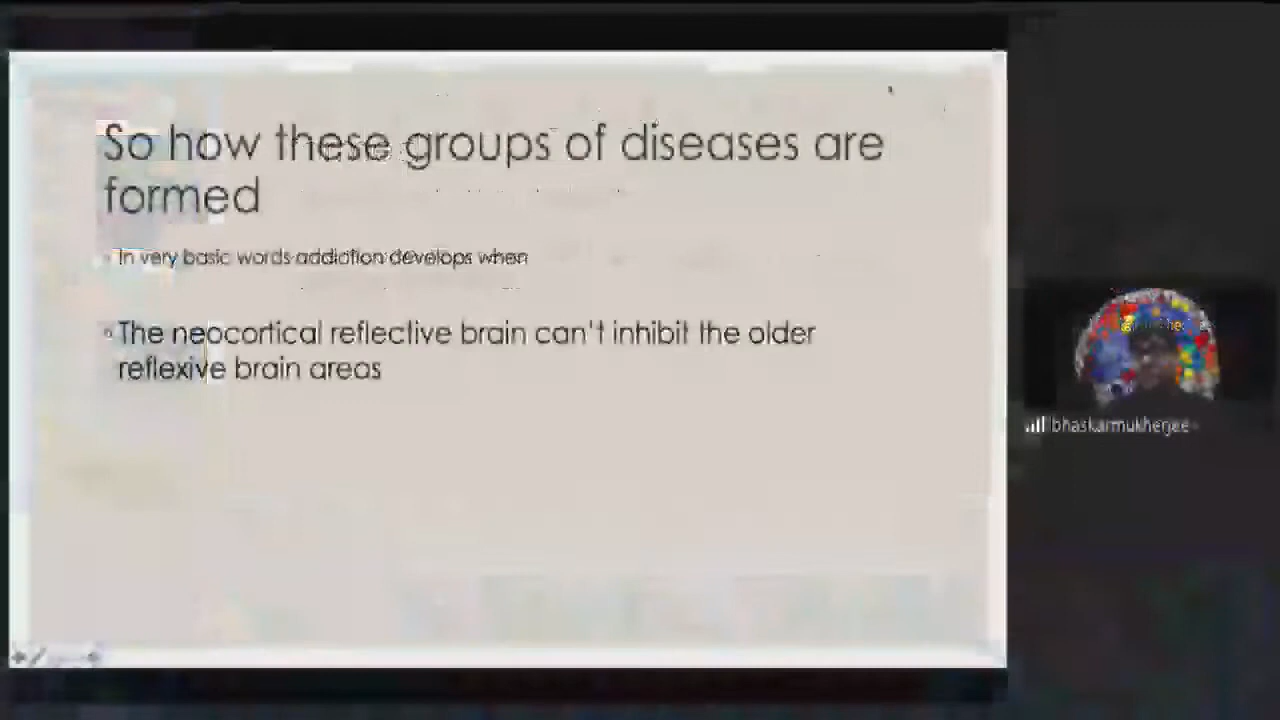 So how these groups of diseases are
formed
In very basic words addiction develops when
The neocortical reflective brain can't inhibit the older
reflexive brain areas
bhaskarmukherjee